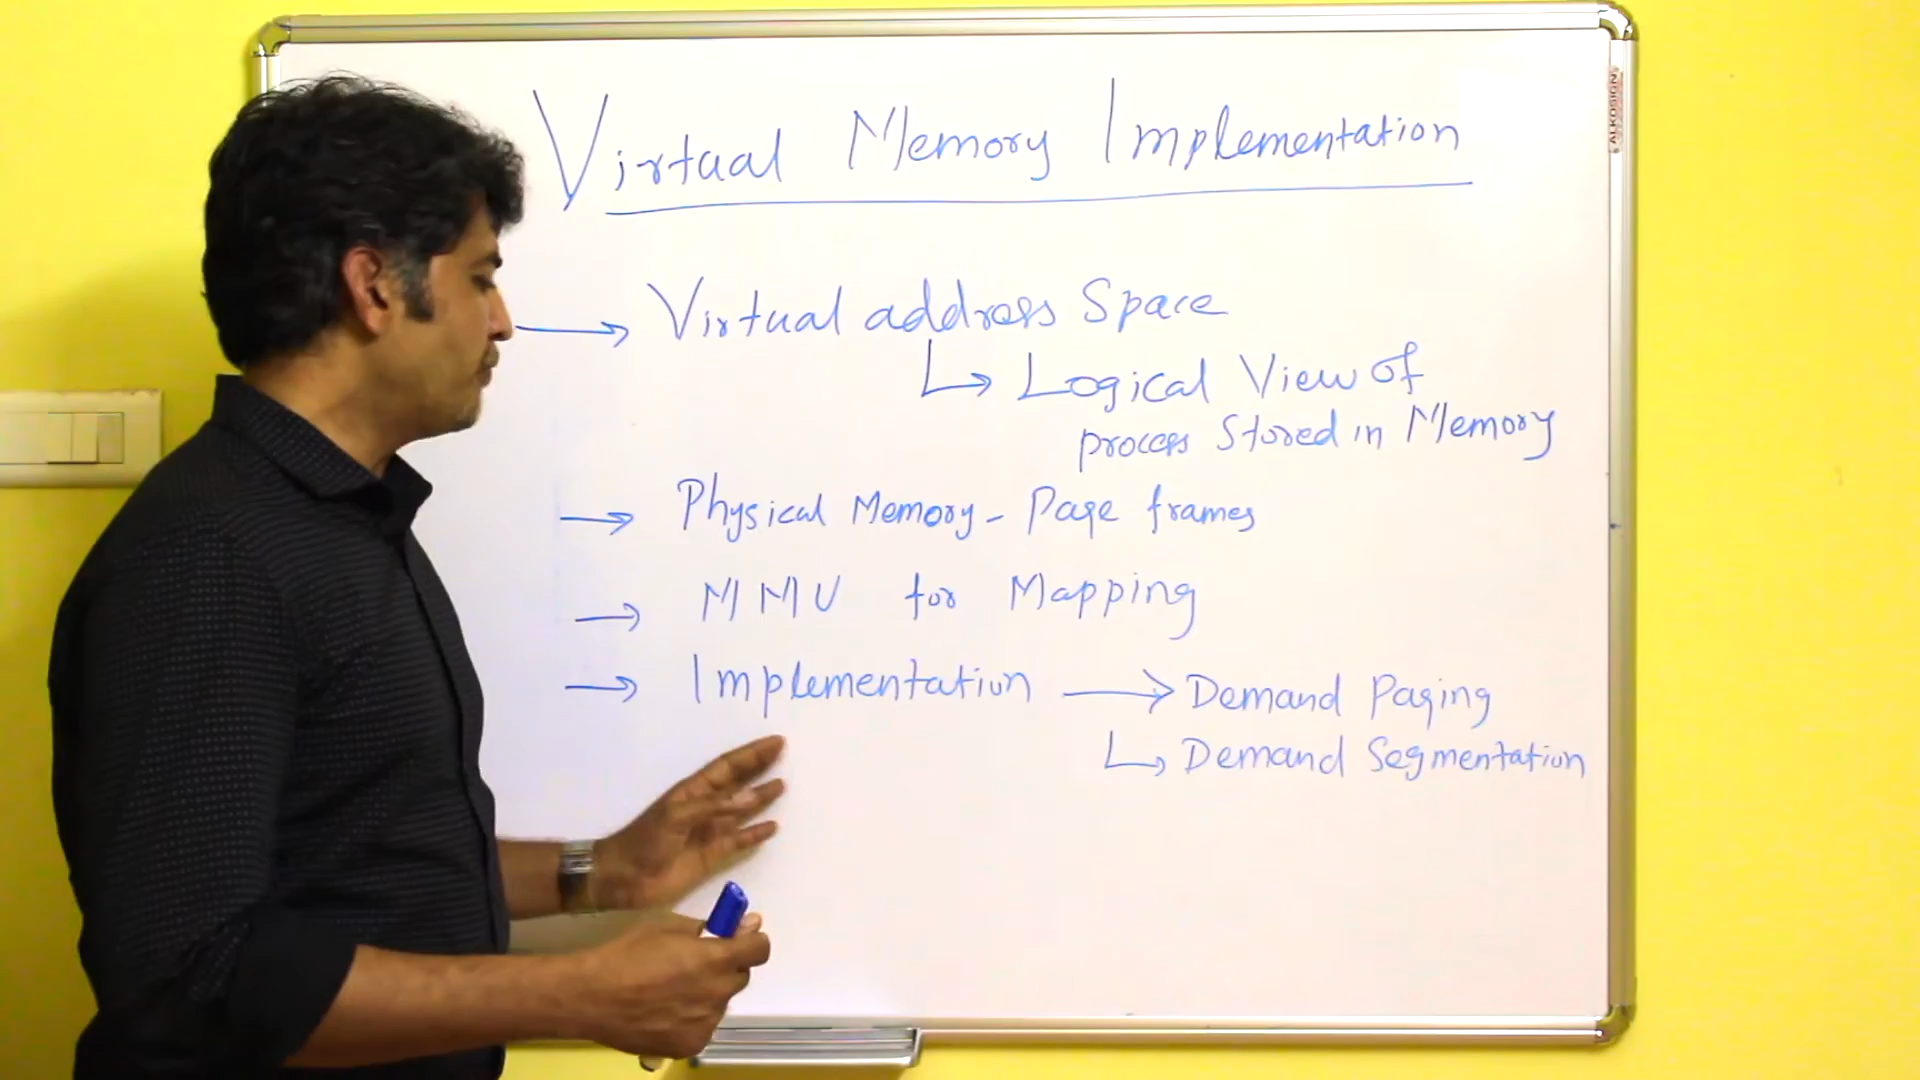 Virtual Memory Implementation
→ Virtual address Space
↳ Logical View of
process Stored in Memory
→ Physical Memory - Page frames
→ MMU for Mapping
→ Implementation → Demand Paging
↳ Demand Segmentation
ALKOSIGN